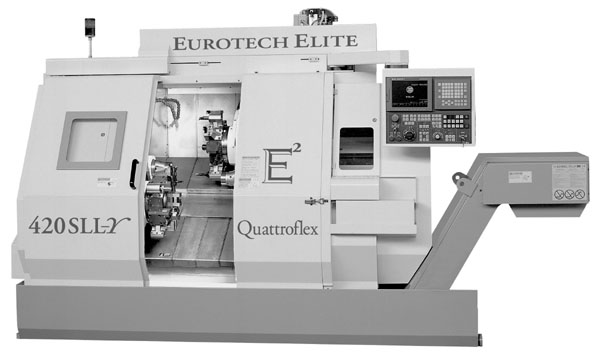 EUROTECH ELITE
E²
420SLL-Y
Quattroflex